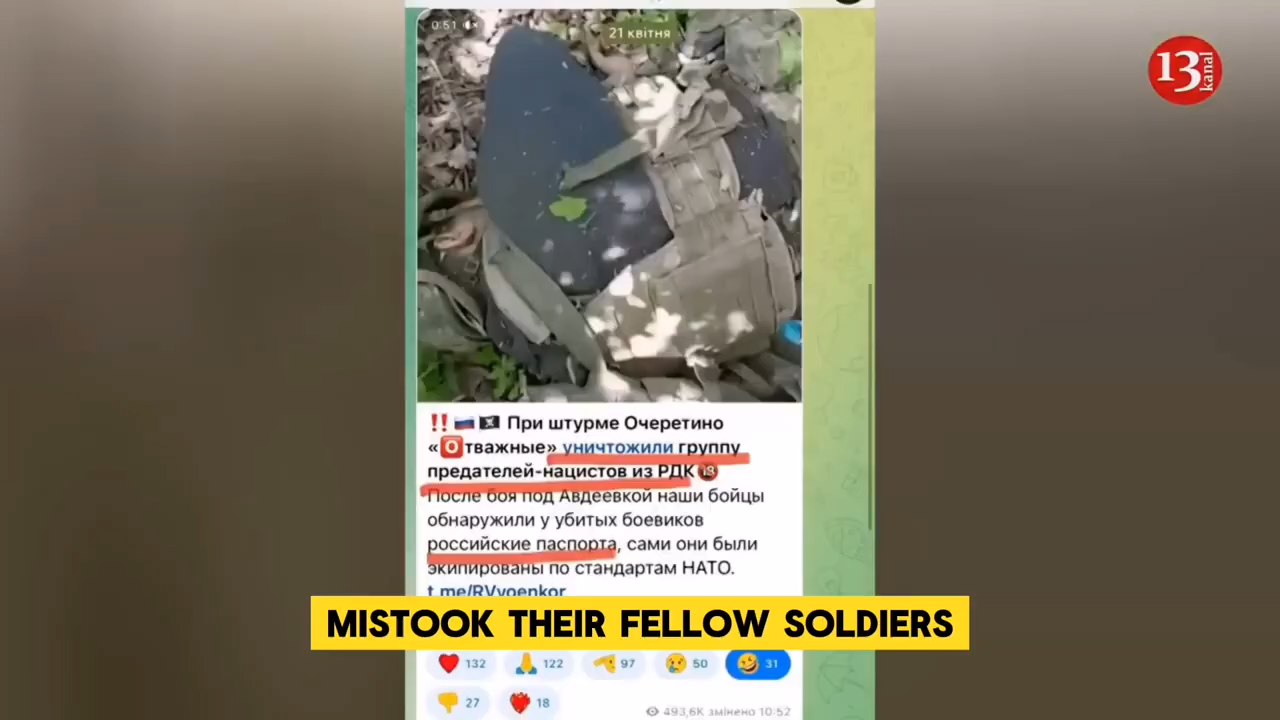 0:51
21 квітня
13
kanal
‼️🇷🇺🏴‍☠️ При штурме Очеретино
«🅾️тважные» уничтожили группу
предателей-нацистов из РДК🔞
После боя под Авдеевкой наши бойцы
обнаружили у убитых боевиков
российские паспорта, сами они были
экипированы по стандартам НАТО.
t.me/RVvoenkor
MISTOOK THEIR FELLOW SOLDIERS
132 122 97 50 31
27 18 493,6K змінено 10:52